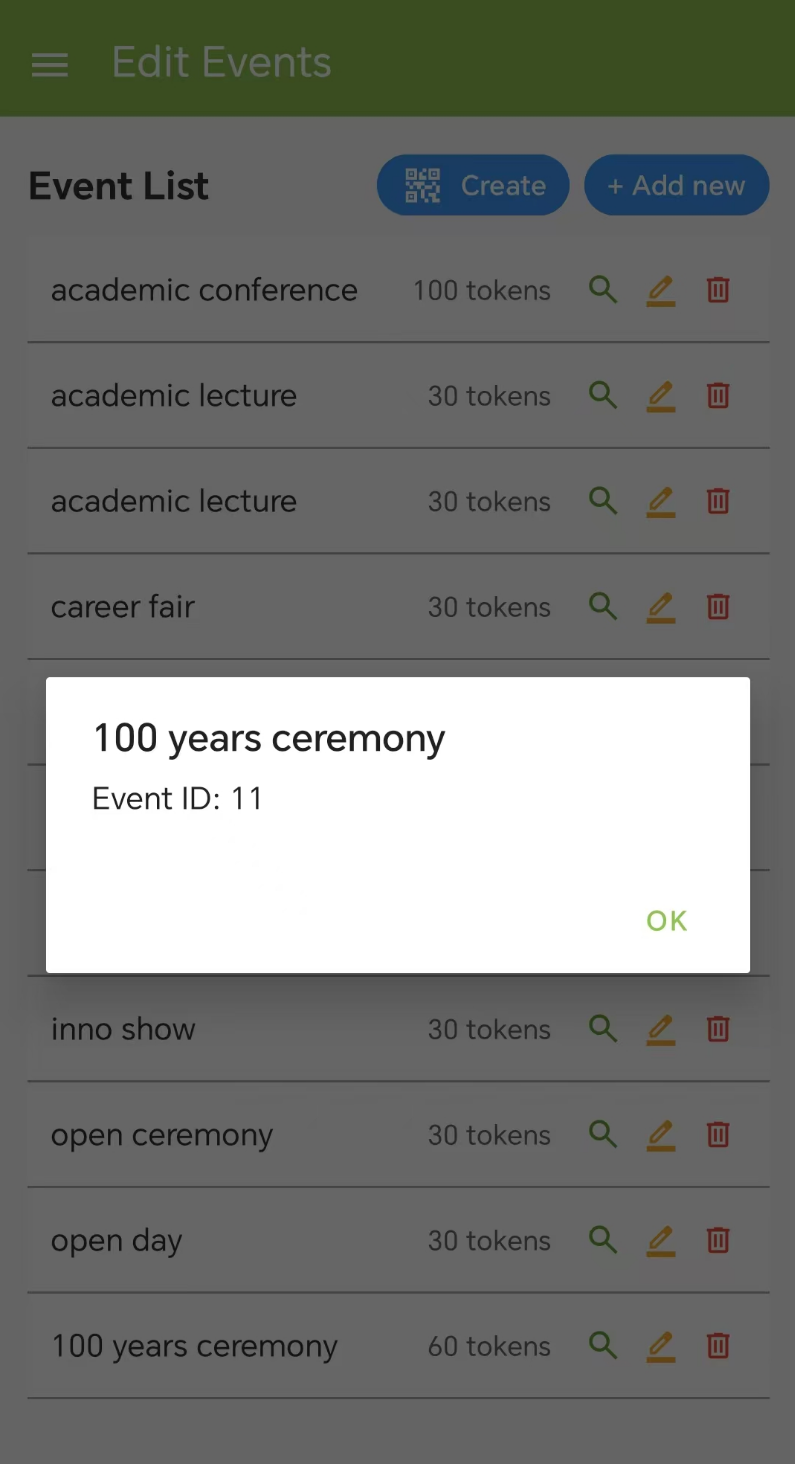 Edit Events
Event List
Create
+ Add new
academic conference 100 tokens
academic lecture 30 tokens
academic lecture 30 tokens
career fair 30 tokens
100 years ceremony
Event ID: 11
OK
inno show 30 tokens
open ceremony 30 tokens
open day 30 tokens
100 years ceremony 60 tokens